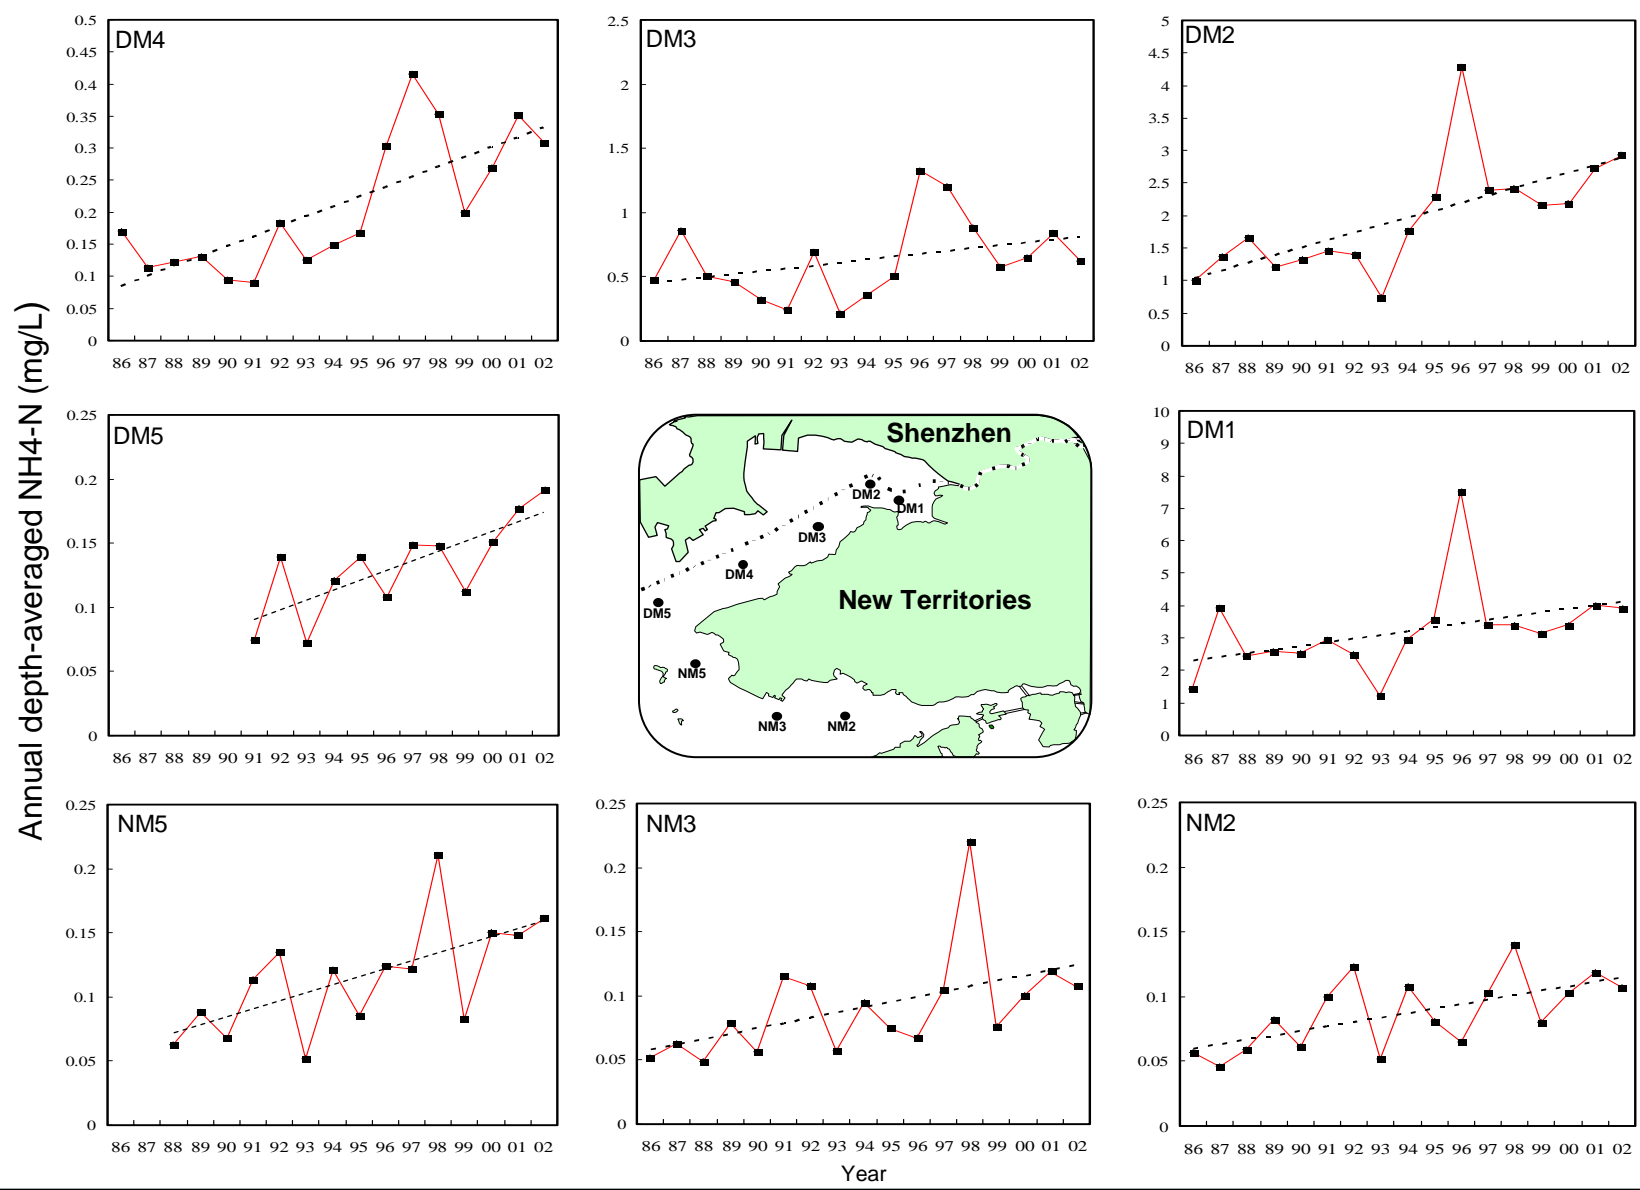 Annual depth-averaged NH4-N (mg/L)
DM4
0.5
0.45
0.4
0.35
0.3
0.25
0.2
0.15
0.1
0.05
0
86 87 88 89 90 91 92 93 94 95 96 97 98 99 00 01 02
DM3
2.5
2
1.5
1
0.5
0
86 87 88 89 90 91 92 93 94 95 96 97 98 99 00 01 02
DM2
5
4.5
4
3.5
3
2.5
2
1.5
1
0.5
0
86 87 88 89 90 91 92 93 94 95 96 97 98 99 00 01 02
DM5
0.25
0.2
0.15
0.1
0.05
0
86 87 88 89 90 91 92 93 94 95 96 97 98 99 00 01 02
Shenzhen
DM2
DM1
DM3
DM4
New Territories
DM5
NM5
NM3
NM2
DM1
10
9
8
7
6
5
4
3
2
1
0
86 87 88 89 90 91 92 93 94 95 96 97 98 99 00 01 02
NM5
0.25
0.2
0.15
0.1
0.05
0
86 87 88 89 90 91 92 93 94 95 96 97 98 99 00 01 02
NM3
0.25
0.2
0.15
0.1
0.05
0
86 87 88 89 90 91 92 93 94 95 96 97 98 99 00 01 02
NM2
0.25
0.2
0.15
0.1
0.05
0
86 87 88 89 90 91 92 93 94 95 96 97 98 99 00 01 02
Year